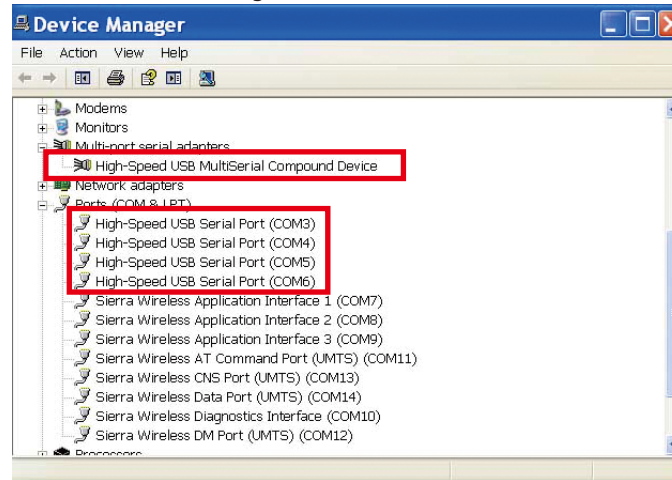 Device Manager
File Action View Help
Modems
Monitors
Multi-port serial adapters
High-Speed USB MultiSerial Compound Device
Network adapters
Ports (COM & LPT)
High-Speed USB Serial Port (COM3)
High-Speed USB Serial Port (COM4)
High-Speed USB Serial Port (COM5)
High-Speed USB Serial Port (COM6)
Sierra Wireless Application Interface 1 (COM7)
Sierra Wireless Application Interface 2 (COM8)
Sierra Wireless Application Interface 3 (COM9)
Sierra Wireless AT Command Port (UMTS) (COM11)
Sierra Wireless CNS Port (UMTS) (COM13)
Sierra Wireless Data Port (UMTS) (COM14)
Sierra Wireless Diagnostics Interface (COM10)
Sierra Wireless DM Port (UMTS) (COM12)
Processors